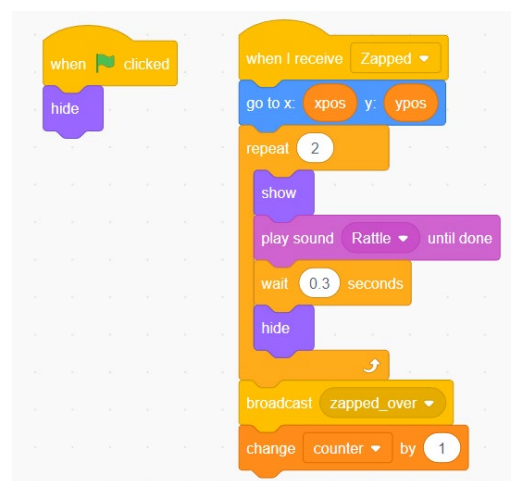 when clicked
hide
when I receive Zapped
go to x: xpos y: ypos
repeat 2
show
play sound Rattle until done
wait 0.3 seconds
hide
broadcast zapped_over
change counter by 1